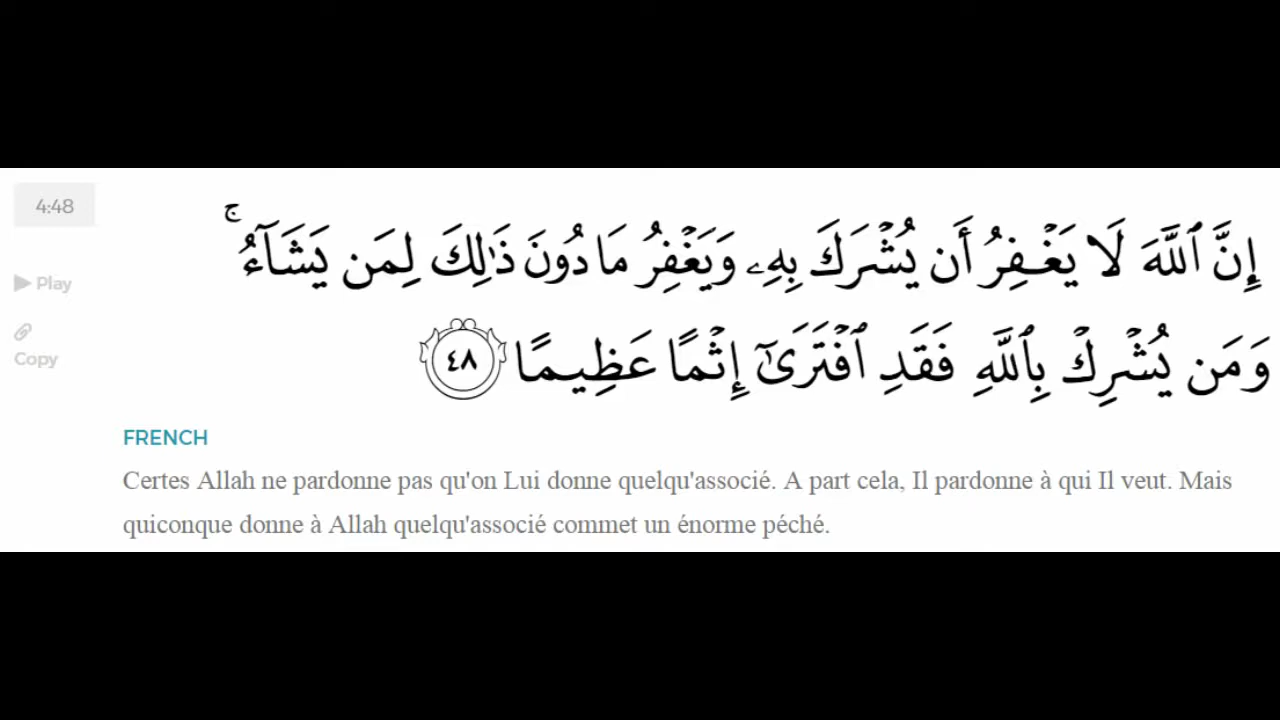 4:48
إِنَّ ٱللَّهَ لَا يَغْفِرُ أَن يُشْرَكَ بِهِۦ وَيَغْفِرُ مَا دُونَ ذَٰلِكَ لِمَن يَشَآءُ ۚ
Play
وَمَن يُشْرِكْ بِٱللَّهِ فَقَدِ ٱفْتَرَىٰٓ إِثْمًا عَظِيمًا ٤٨
Copy
FRENCH
Certes Allah ne pardonne pas qu'on Lui donne quelqu'associé. A part cela, Il pardonne à qui Il veut. Mais
quiconque donne à Allah quelqu'associé commet un énorme péché.